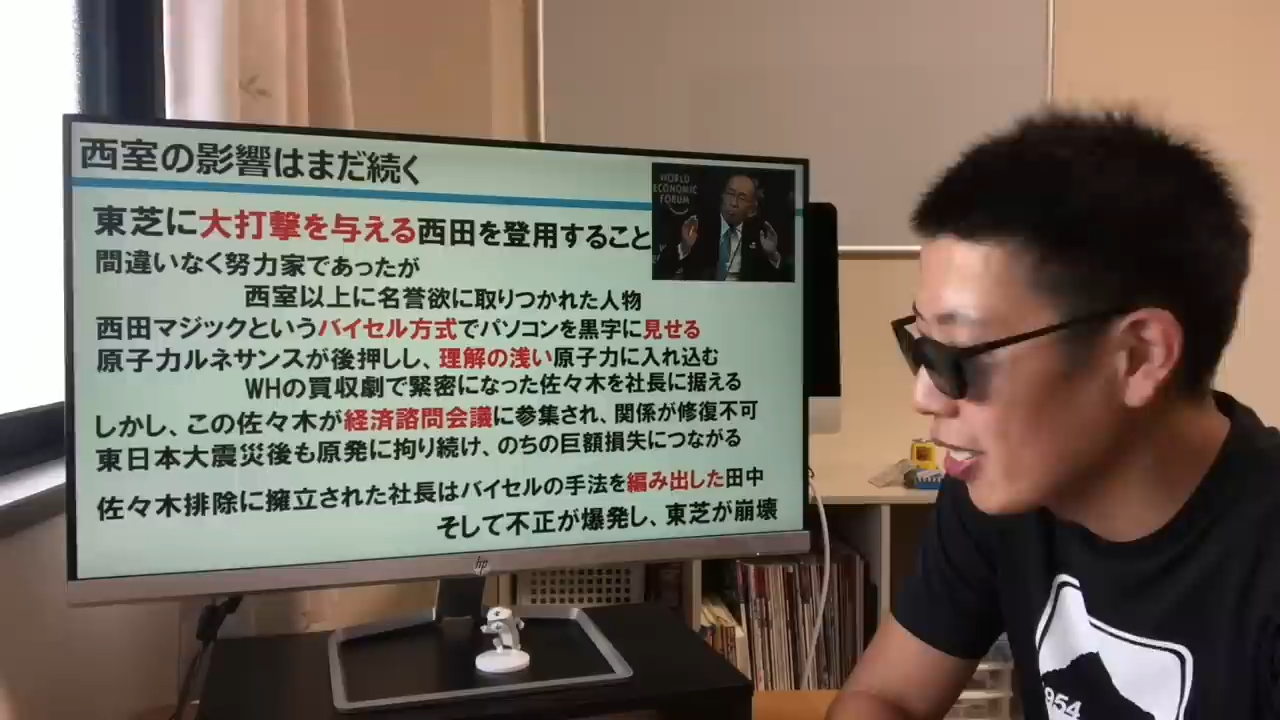 西室の影響はまだ続く
WORLD
ECONOMIC
FORUM
東芝に大打撃を与える西田を登用すること
間違いなく努力家であったが
西室以上に名誉欲に取りつかれた人物
西田マジックというバイセル方式でパソコンを黒字に見せる
原子力ルネサンスが後押しし、理解の浅い原子力に入れ込む
WHの買収劇で緊密になった佐々木を社長に据える
しかし、この佐々木が経済諮問会議に参集され、関係が修復不可
東日本大震災後も原発に拘り続け、のちの巨額損失につながる
佐々木排除に擁立された社長はバイセルの手法を編み出した田中
そして不正が爆発し、東芝が崩壊
hp
954